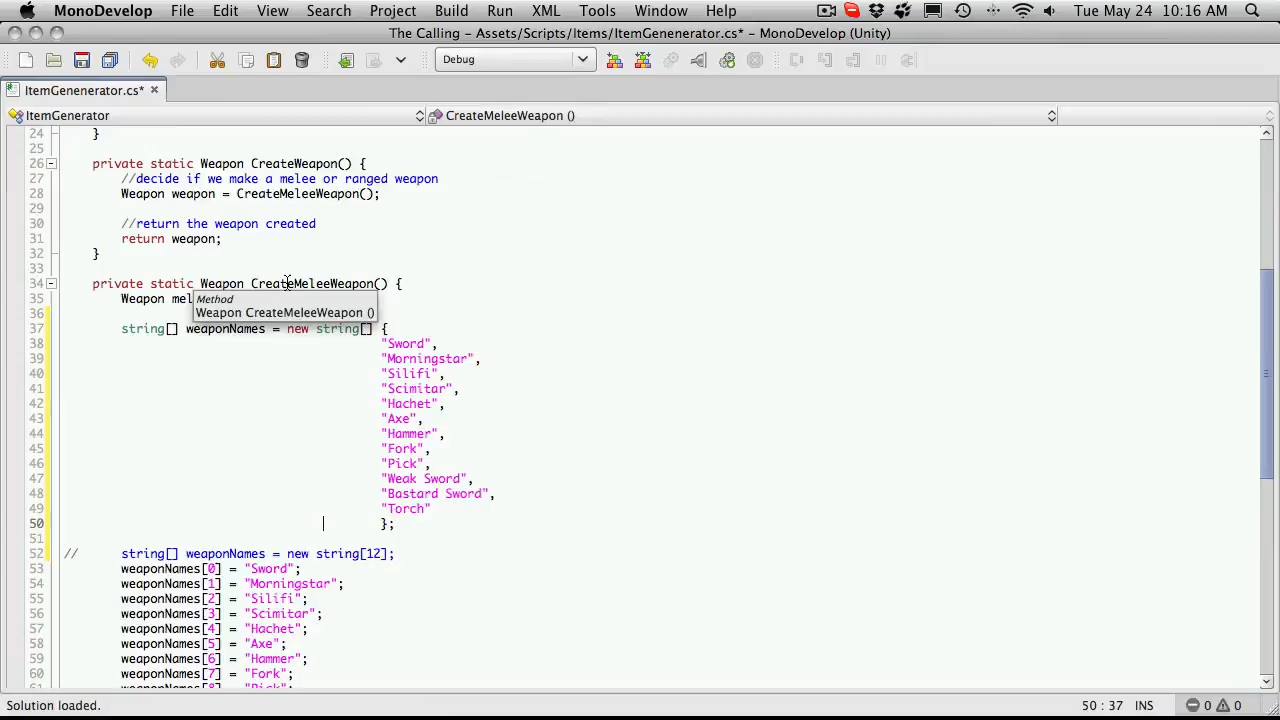 MonoDevelop File Edit View Search Project Build Run XML Tools Window Help Tue May 24 10:16 AM
The Calling - Assets/Scripts/Items/ItemGenenerator.cs* - MonoDevelop (Unity)
Debug
ItemGenenerator.cs* ×
ItemGenerator CreateMeleeWeapon ()
24 }
25
26 private static Weapon CreateWeapon() {
27 //decide if we make a melee or ranged weapon
28 Weapon weapon = CreateMeleeWeapon();
29
30 //return the weapon created
31 return weapon;
32 }
33
34 private static Weapon CreateMeleeWeapon() {
35 Weapon mel
Method
Weapon CreateMeleeWeapon ()
36
37 string[] weaponNames = new string[] {
38 "Sword",
39 "Morningstar",
40 "Silifi",
41 "Scimitar",
42 "Hachet",
43 "Axe",
44 "Hammer",
45 "Fork",
46 "Pick",
47 "Weak Sword",
48 "Bastard Sword",
49 "Torch"
50 };
51
52 // string[] weaponNames = new string[12];
53 weaponNames[0] = "Sword";
54 weaponNames[1] = "Morningstar";
55 weaponNames[2] = "Silifi";
56 weaponNames[3] = "Scimitar";
57 weaponNames[4] = "Hachet";
58 weaponNames[5] = "Axe";
59 weaponNames[6] = "Hammer";
60 weaponNames[7] = "Fork";
61 weaponNames[8] = "Pick";
Solution loaded. 50 : 37 INS 0 0